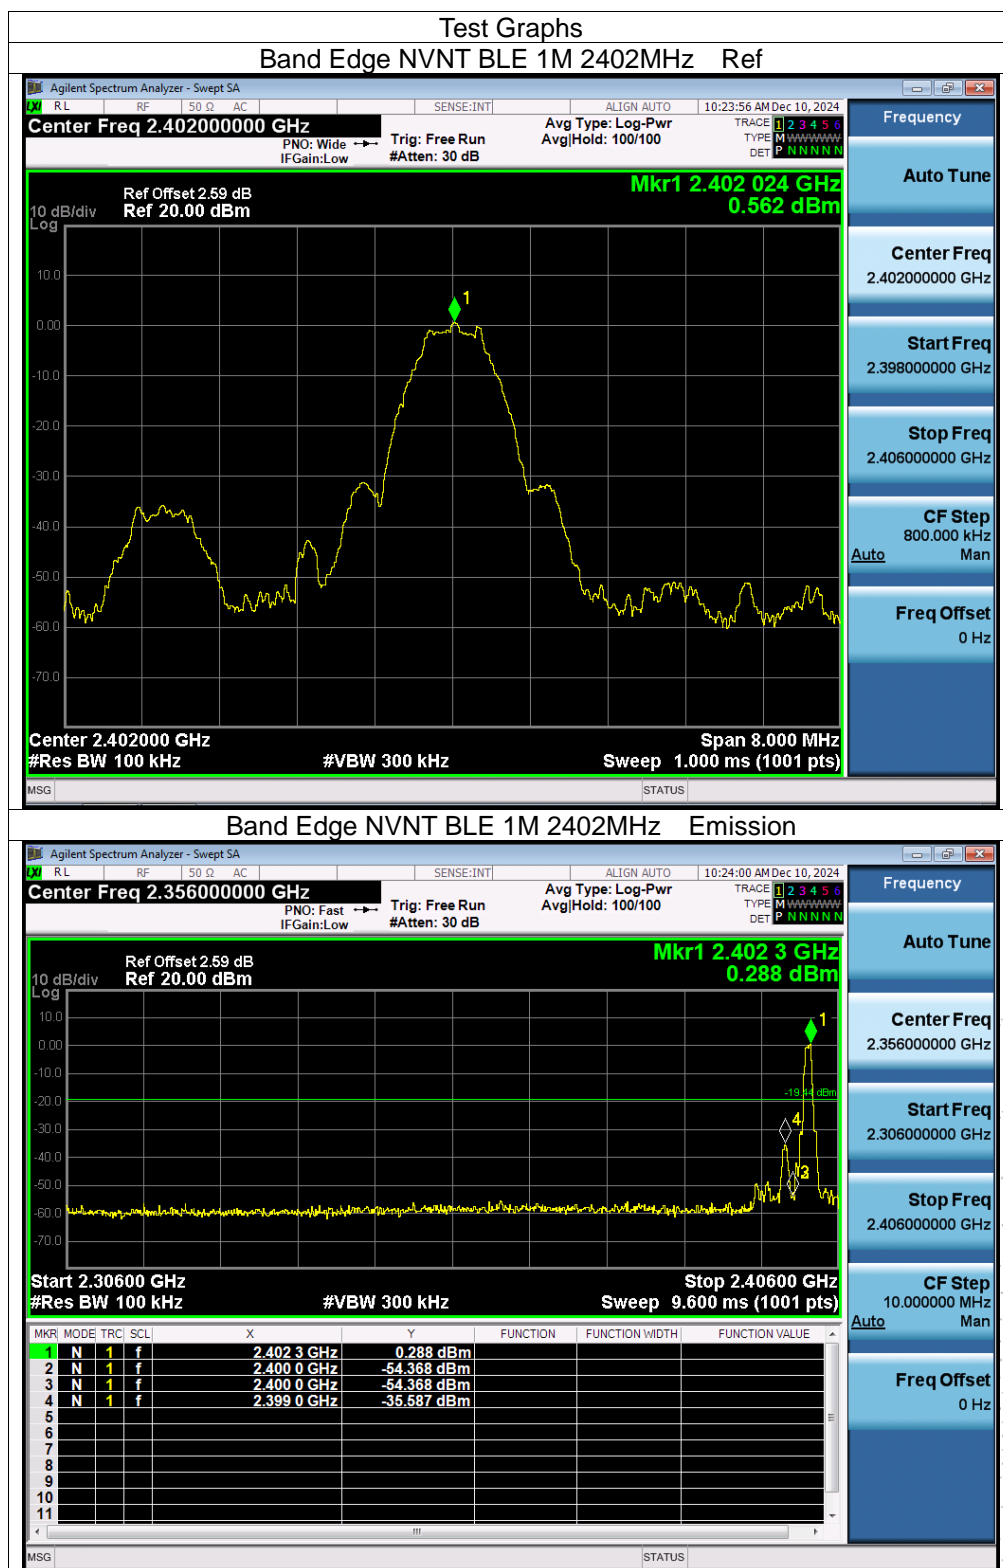 Test Graphs
Band Edge NVNT BLE 1M 2402MHz Ref
Agilent Spectrum Analyzer - Swept SA
LXI RL RF 50 Ω AC SENSE:INT ALIGN AUTO 10:23:56 AM Dec 10, 2024
Center Freq 2.402000000 GHz
PNO: Wide
IFGain:Low
Trig: Free Run
#Atten: 30 dB
Avg Type: Log-Pwr
Avg|Hold: 100/100
TRACE 1 2 3 4 5 6
TYPE M W W W W W
DET P N N N N N
Frequency
Auto Tune
Center Freq
2.402000000 GHz
Start Freq
2.398000000 GHz
Stop Freq
2.406000000 GHz
CF Step
800.000 kHz
Auto Man
Freq Offset
0 Hz
Mkr1 2.402 024 GHz
0.562 dBm
Ref Offset 2.59 dB
10 dB/div Ref 20.00 dBm
Log
10.0
1
0.00
-10.0
-20.0
-30.0
-40.0
-50.0
-60.0
-70.0
Center 2.402000 GHz Span 8.000 MHz
#Res BW 100 kHz #VBW 300 kHz Sweep 1.000 ms (1001 pts)
MSG STATUS
Band Edge NVNT BLE 1M 2402MHz Emission
Agilent Spectrum Analyzer - Swept SA
LXI RL RF 50 Ω AC SENSE:INT ALIGN AUTO 10:24:00 AM Dec 10, 2024
Center Freq 2.356000000 GHz
PNO: Fast
IFGain:Low
Trig: Free Run
#Atten: 30 dB
Avg Type: Log-Pwr
Avg|Hold: 100/100
TRACE 1 2 3 4 5 6
TYPE M W W W W W
DET P N N N N N
Frequency
Auto Tune
Center Freq
2.356000000 GHz
Start Freq
2.306000000 GHz
Stop Freq
2.406000000 GHz
CF Step
10.000000 MHz
Auto Man
Freq Offset
0 Hz
Mkr1 2.402 3 GHz
0.288 dBm
Ref Offset 2.59 dB
10 dB/div Ref 20.00 dBm
Log
10.0
1
0.00
-10.0
-19.44 dBm
-20.0
4
-30.0
-40.0
3
-50.0
-60.0
-70.0
Start 2.30600 GHz Stop 2.40600 GHz
#Res BW 100 kHz #VBW 300 kHz Sweep 9.600 ms (1001 pts)
MKR MODE TRC SCL X Y FUNCTION FUNCTION WIDTH FUNCTION VALUE
1 N 1 f 2.402 3 GHz 0.288 dBm
2 N 1 f 2.400 0 GHz -54.368 dBm
3 N 1 f 2.400 0 GHz -54.368 dBm
4 N 1 f 2.399 0 GHz -35.587 dBm
5
6
7
8
9
10
11
MSG STATUS